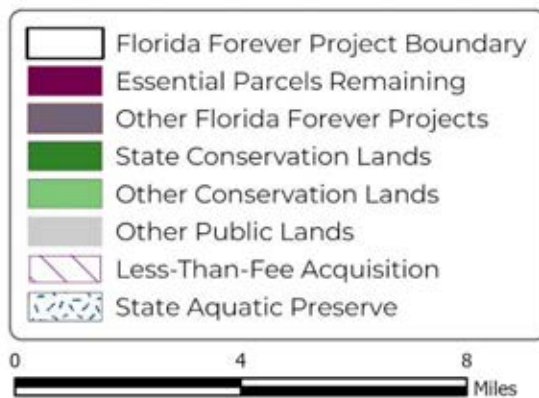 Florida Forever Project Boundary
Essential Parcels Remaining
Other Florida Forever Projects
State Conservation Lands
Other Conservation Lands
Other Public Lands
Less-Than-Fee Acquisition
State Aquatic Preserve
0 4 8
Miles